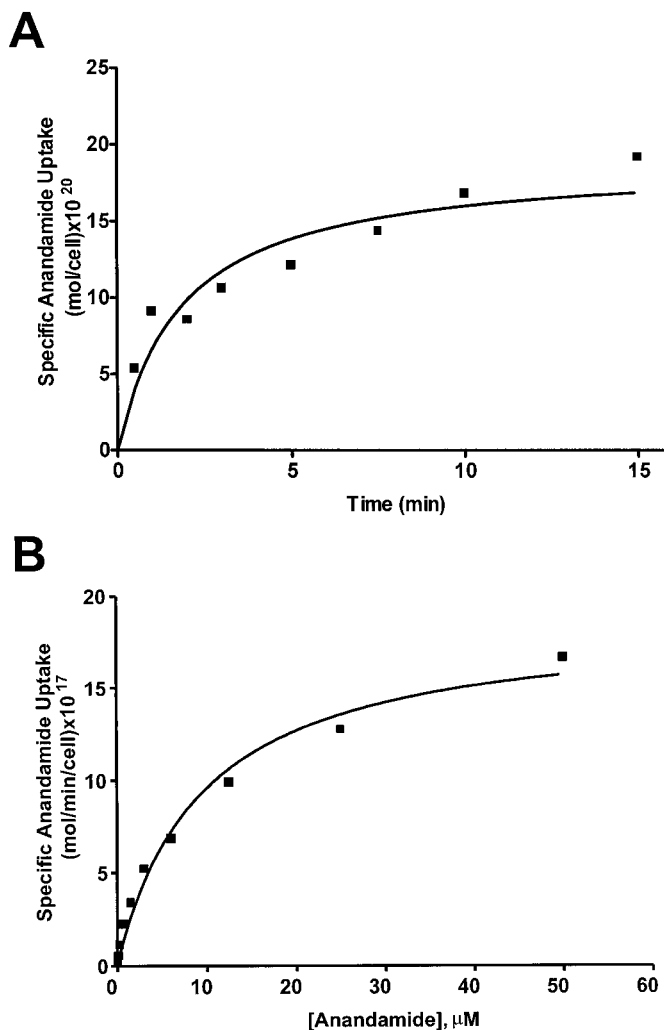 A
25
20
15
10
5
0
Specific Anandamide Uptake
(mol/cell)x10 20
0 5 10 15
Time (min)
B
20
15
10
5
0
Specific Anandamide Uptake
(mol/min/cell)x10 17
0 10 20 30 40 50 60
[Anandamide], µM